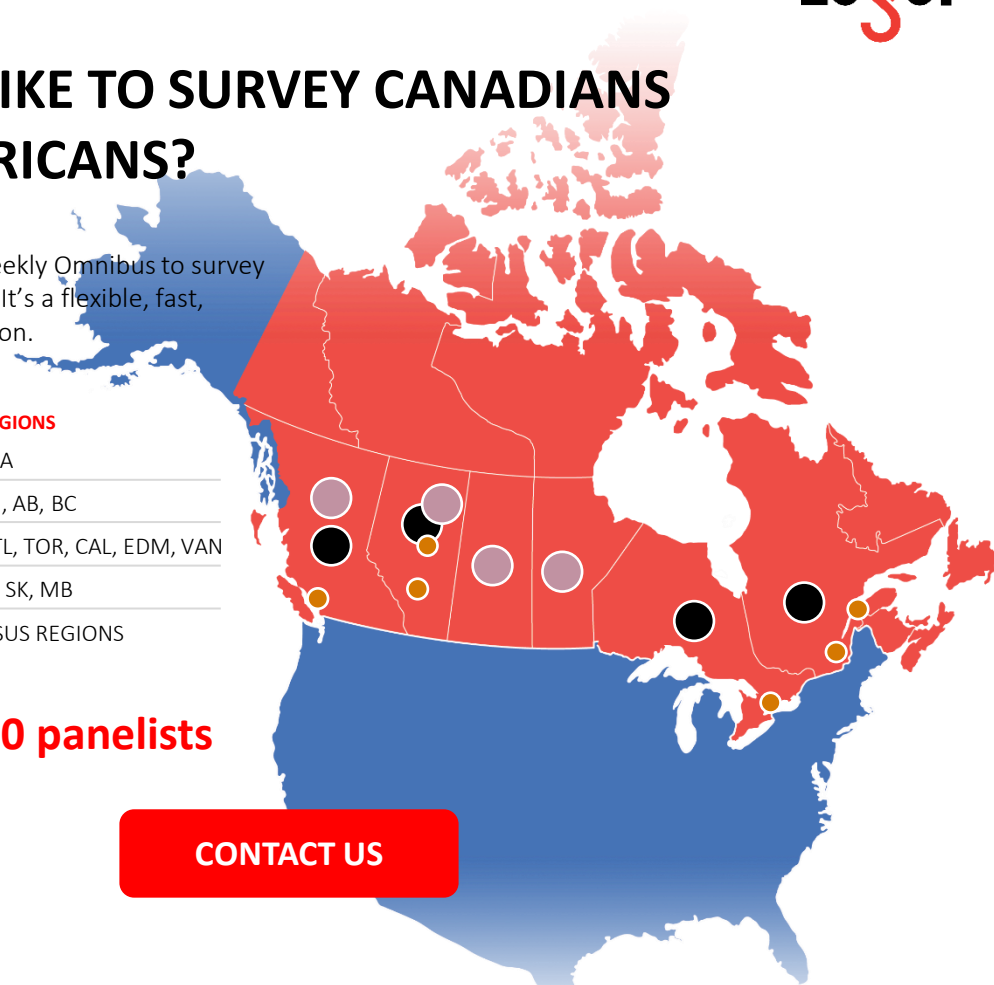 IKE TO SURVEY CANADIANS
RICANS?
eekly Omnibus to survey
It's a flexible, fast,
on.
GIONS
A
, AB, BC
TL, TOR, CAL, EDM, VAN
SK, MB
SUS REGIONS
0 panelists
CONTACT US